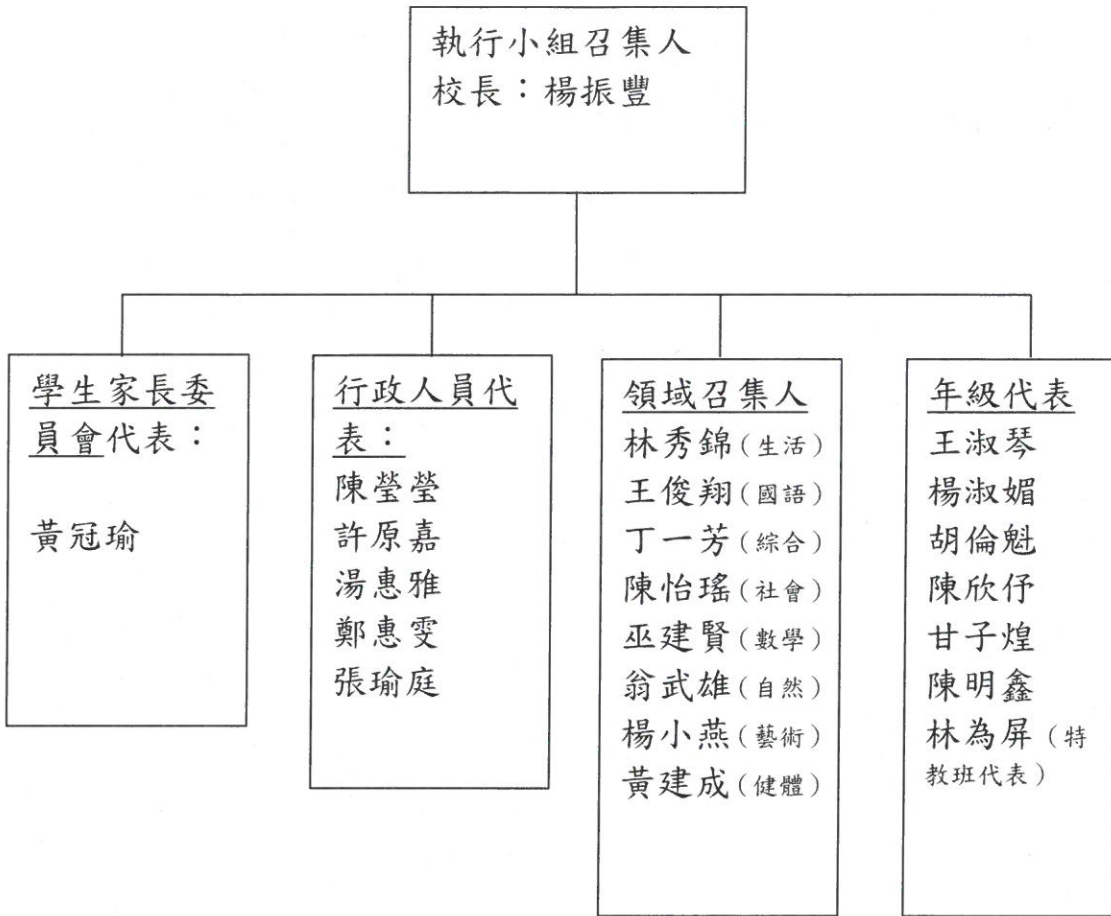 執行小組召集人
校長：楊振豐
學生家長委
員會代表：
黃冠瑜
行政人員代
表：
陳瑩瑩
許原嘉
湯惠雅
鄭惠雯
張瑜庭
領域召集人
林秀錦（生活）
王俊翔（國語）
丁一芳（綜合）
陳怡瑤（社會）
巫建賢（數學）
翁武雄（自然）
楊小燕（藝術）
黃建成（健體）
年級代表
王淑琴
楊淑媚
胡倫魁
陳欣伃
甘子煌
陳明鑫
林為屏（特
教班代表）